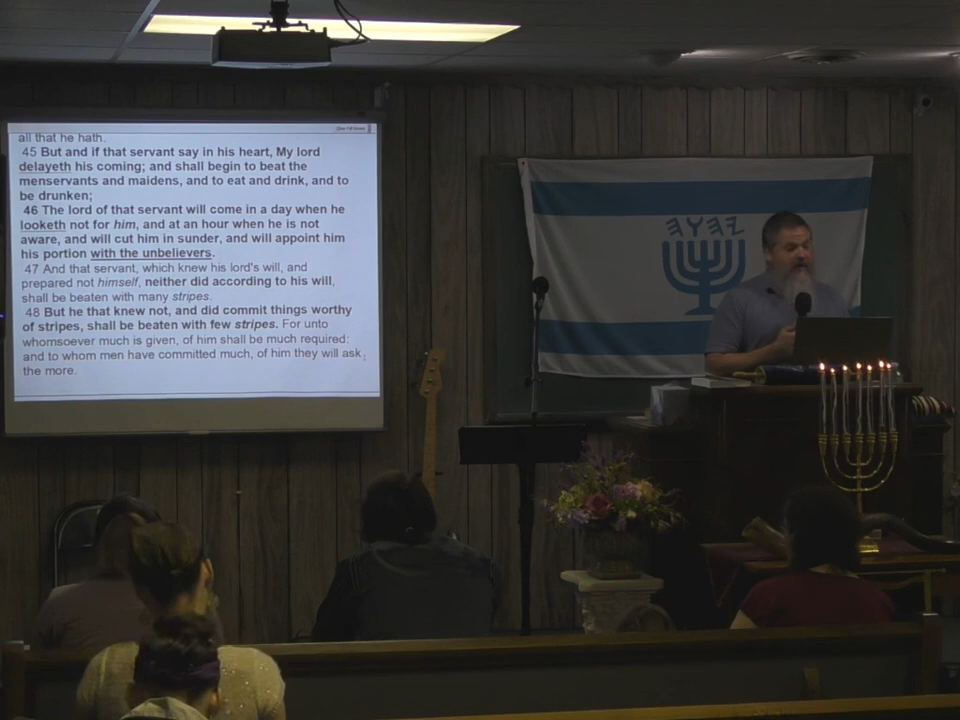 all that he hath.
45 But and if that servant say in his heart, My lord
delayeth his coming; and shall begin to beat the
menservants and maidens, and to eat and drink, and to
be drunken;
46 The lord of that servant will come in a day when he
looketh not for him, and at an hour when he is not
aware, and will cut him in sunder, and will appoint him
his portion with the unbelievers.
47 And that servant, which knew his lord's will, and
prepared not himself, neither did according to his will,
shall be beaten with many stripes.
48 But he that knew not, and did commit things worthy
of stripes, shall be beaten with few stripes. For unto
whomsoever much is given, of him shall be much required:
and to whom men have committed much, of him they will ask
the more.
𐤉𐤄𐤅𐤄